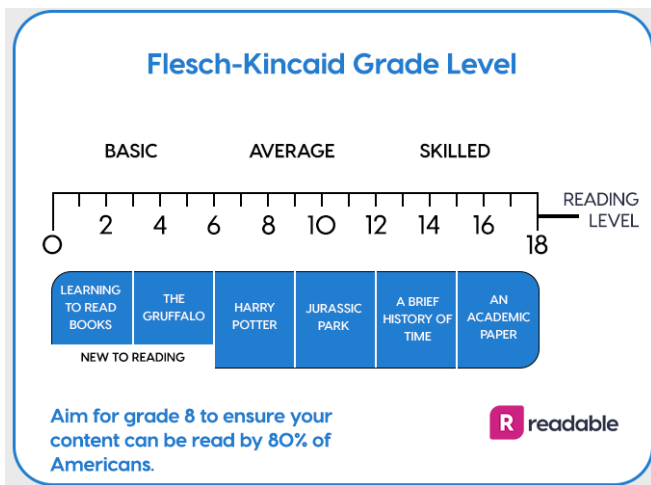 Flesch-Kincaid Grade Level
BASIC AVERAGE SKILLED
READING
LEVEL
0 2 4 6 8 10 12 14 16 18
LEARNING
TO READ
BOOKS
THE
GRUFFALO
HARRY
POTTER
JURASSIC
PARK
A BRIEF
HISTORY OF
TIME
AN
ACADEMIC
PAPER
NEW TO READING
Aim for grade 8 to ensure your
content can be read by 80% of
Americans.
R readable